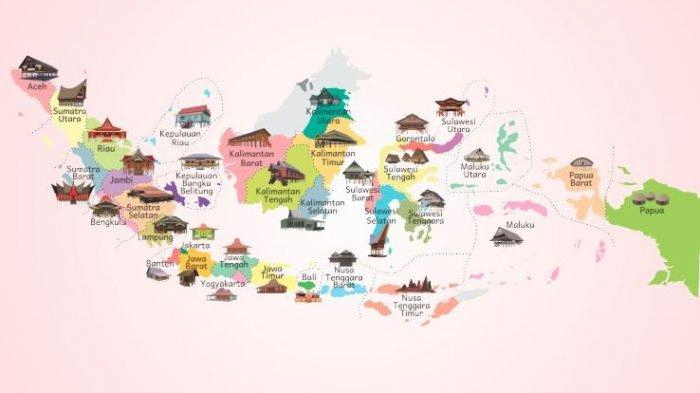 Aceh
Sumatra
Utara
Riau
Kepulauan
Riau
Sumatra
Barat
Jambi
Kepulauan
Bangka
Belitung
Bengkulu
Sumatra
Selatan
Lampung
Banten
Jakarta
Jawa
Barat
Jawa
Tengah
Yogyakarta
Jawa
Timur
Bali
Nusa
Tenggara
Barat
Nusa
Tenggara
Timur
Kalimantan
Barat
Kalimantan
Tengah
Kalimantan
Selatan
Kalimantan
Timur
Kalimantan
Utara
Sulawesi
Barat
Sulawesi
Selatan
Sulawesi
Tenggara
Sulawesi
Tengah
Gorontalo
Sulawesi
Utara
Maluku
Utara
Maluku
Papua
Barat
Papua